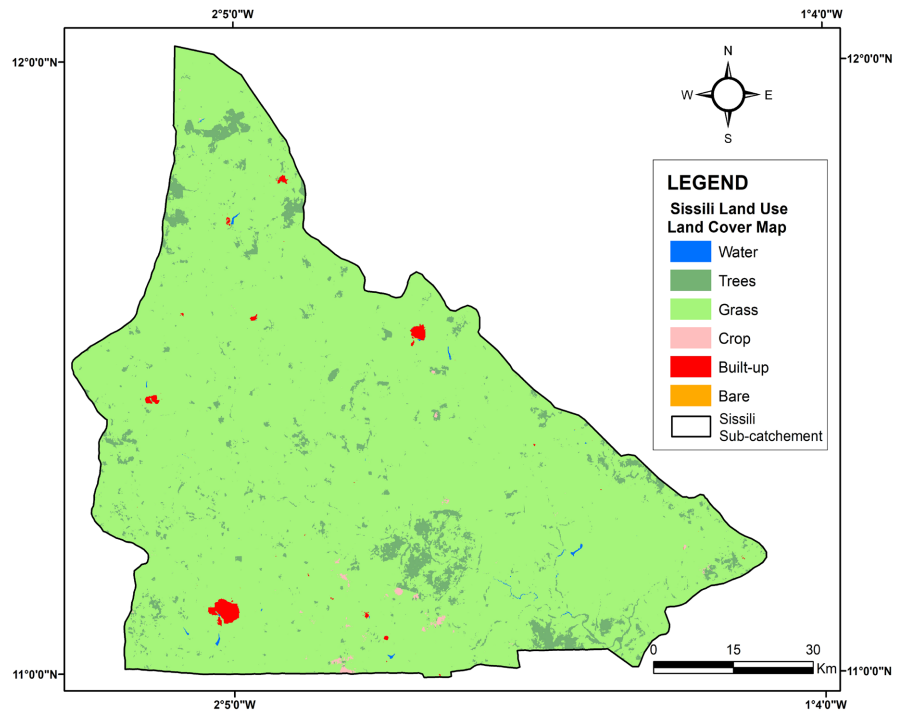 2°5'0"W 1°4'0"W
12°0'0"N 12°0'0"N
N
W E
S
LEGEND
Sissili Land Use
Land Cover Map
Water
Trees
Grass
Crop
Built-up
Bare
Sissili
Sub-catchement
0 15 30
Km
11°0'0"N 11°0'0"N
2°5'0"W 1°4'0"W